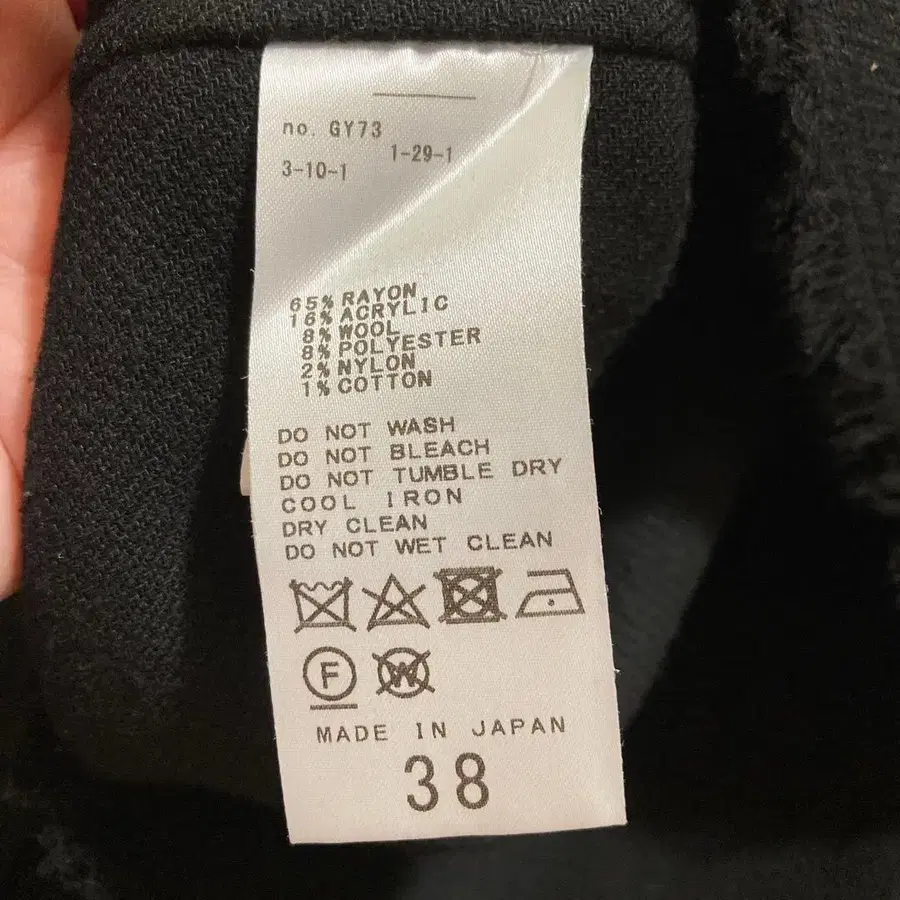 no. GY73
3-10-1 1-29-1
65% RAYON
16% ACRYLIC
8% WOOL
8% POLYESTER
2% NYLON
1% COTTON
DO NOT WASH
DO NOT BLEACH
DO NOT TUMBLE DRY
COOL IRON
DRY CLEAN
DO NOT WET CLEAN
F W
MADE IN JAPAN
38